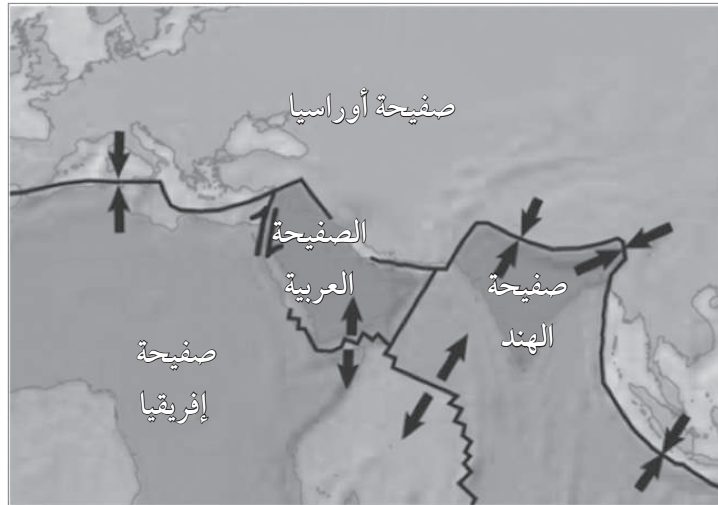 صفيحة أوراسيا
الصفيحة
العربية
صفيحة
الهند
صفيحة
إفريقيا